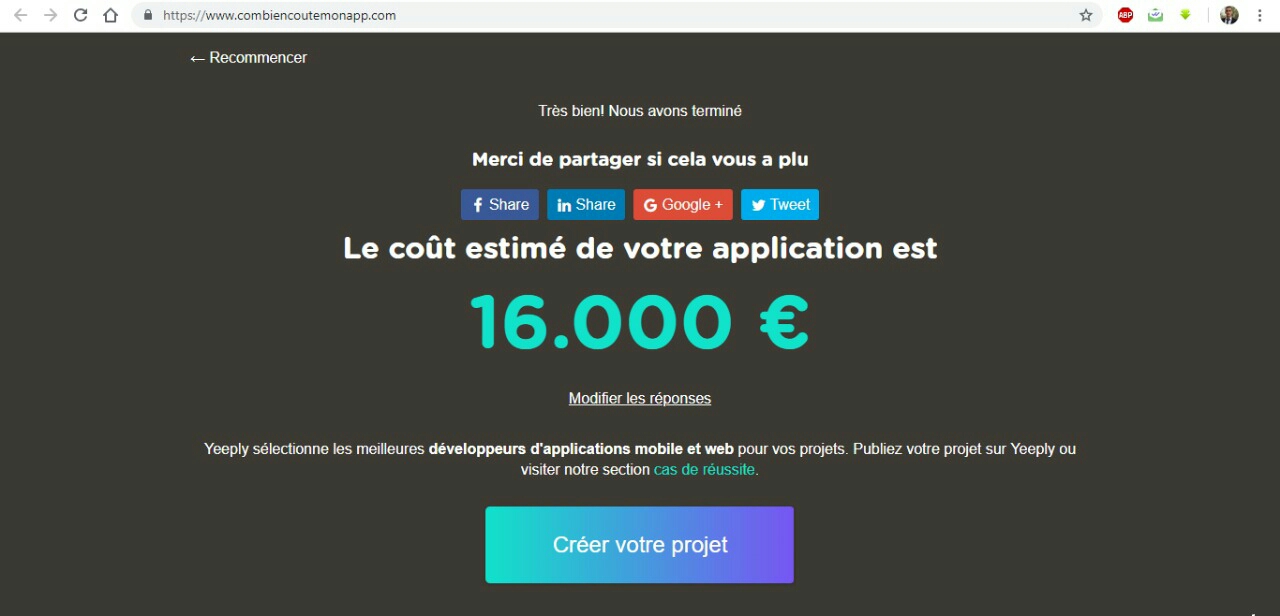 https://www.combiencoutemonapp.com
ABP
← Recommencer
Très bien! Nous avons terminé
Merci de partager si cela vous a plu
Share
Share
Google +
Tweet
Le coût estimé de votre application est
16.000 €
Modifier les réponses
Yeeply sélectionne les meilleures développeurs d'applications mobile et web pour vos projets. Publiez votre projet sur Yeeply ou
visiter notre section cas de réussite.
Créer votre projet